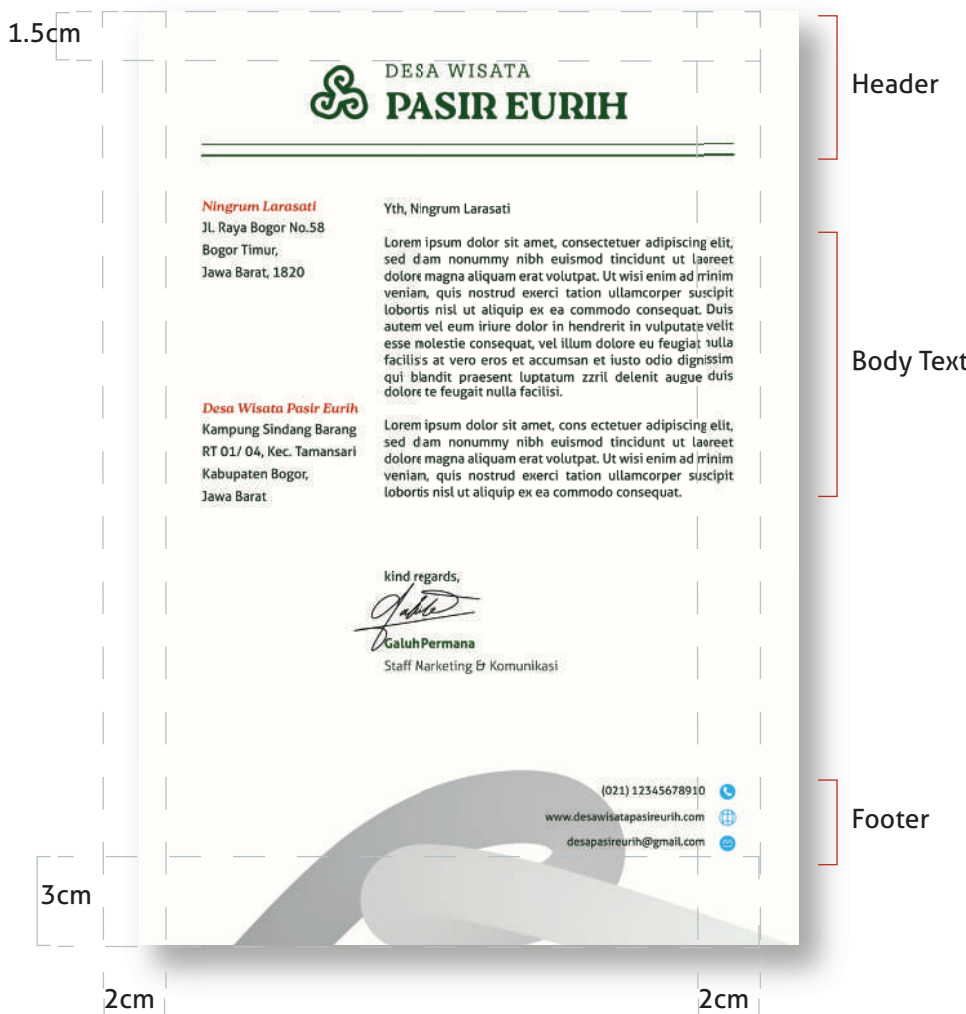 1.5cm
DESA WISATA
PASIR EURIH
Header
Ningrum Larasati
Jl. Raya Bogor No.58
Bogor Timur,
Jawa Barat, 1820
Yth, Ningrum Larasati
Lorem ipsum dolor sit amet, consectetuer adipiscing elit,
sed diam nonummy nibh euismod tincidunt ut laoreet
dolore magna aliquam erat volutpat. Ut wisi enim ad minim
veniam, quis nostrud exerci tation ullamcorper suscipit
lobortis nisl ut aliquip ex ea commodo consequat. Duis
autem vel eum iriure dolor in hendrerit in vulputate velit
esse molestie consequat, vel illum dolore eu feugiat nulla
facilisis at vero eros et accumsan et iusto odio dignissim
qui blandit praesent luptatum zzril delenit augue duis
dolore te feugait nulla facilisi.
Body Text
Desa Wisata Pasir Eurih
Kampung Sindang Barang
RT 01/ 04, Kec. Tamansari
Kabupaten Bogor,
Jawa Barat
Lorem ipsum dolor sit amet, cons ectetuer adipiscing elit,
sed diam nonummy nibh euismod tincidunt ut laoreet
dolore magna aliquam erat volutpat. Ut wisi enim ad minim
veniam, quis nostrud exerci tation ullamcorper suscipit
lobortis nisl ut aliquip ex ea commodo consequat.
kind regards,
Galuh Permana
Staff Marketing & Komunikasi
(021) 12345678910
www.desawisatapasireurih.com
desapasireurih@gmail.com
Footer
3cm
2cm
2cm